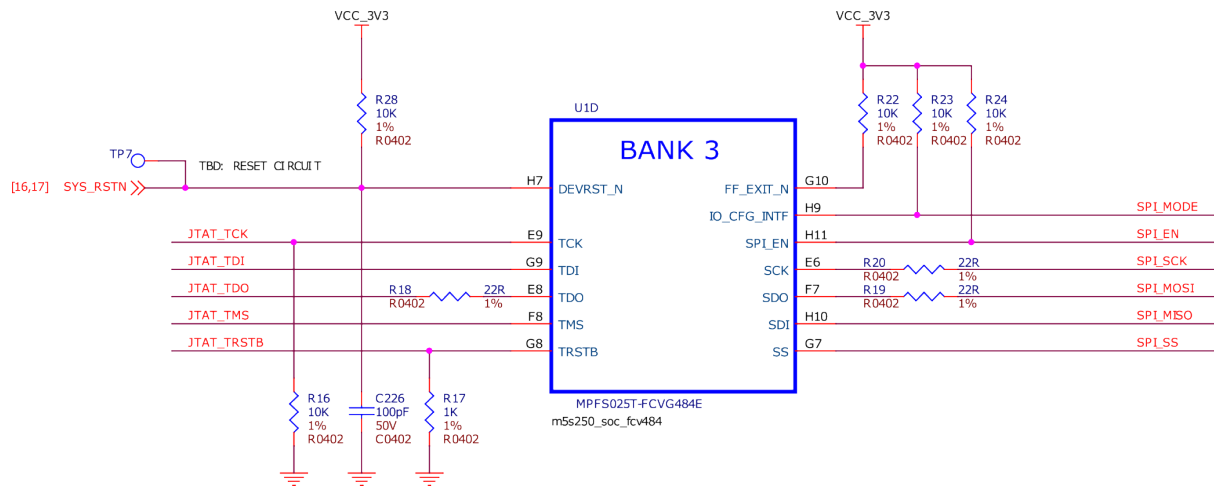 VCC_3V3
VCC_3V3
R28
10K
1%
R0402
U1D
R22
10K
1%
R0402
R23
10K
1%
R0402
R24
10K
1%
R0402
BANK 3
TP7
TBD: RESET CIRCUIT
[16,17] SYS_RSTN
H7
DEVRST_N
FF_EXIT_N
G10
IO_CFG_INTF
H9
SPI_MODE
JTAT_TCK
E9
TCK
SPI_EN
H11
SPI_EN
JTAT_TDI
G9
TDI
SCK
E6
R20
R0402
22R
1%
SPI_SCK
JTAT_TDO
R18
R0402
22R
1%
E8
TDO
SDO
F7
R19
R0402
22R
1%
SPI_MOSI
JTAT_TMS
F8
TMS
SDI
H10
SPI_MISO
JTAT_TRSTB
G8
TRSTB
SS
G7
SPI_SS
R16
10K
1%
R0402
C226
100pF
50V
C0402
R17
1K
1%
R0402
MPFS025T-FCVG484E
m5s250_soc_fcv484